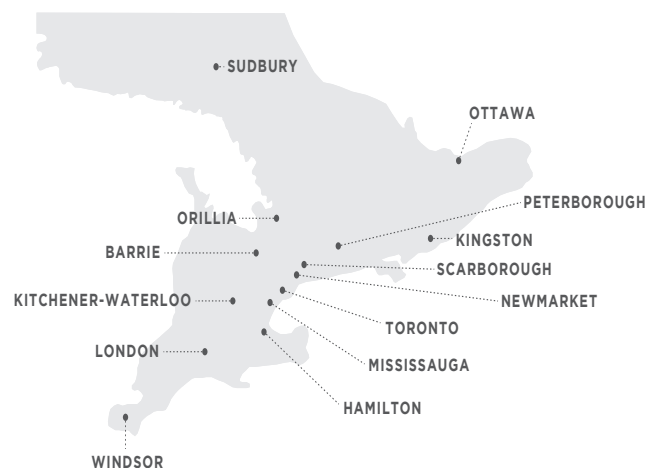 SUDBURY
OTTAWA
PETERBOROUGH
ORILLIA
KINGSTON
BARRIE
SCARBOROUGH
KITCHENER-WATERLOO
NEWMARKET
TORONTO
LONDON
MISSISSAUGA
HAMILTON
WINDSOR